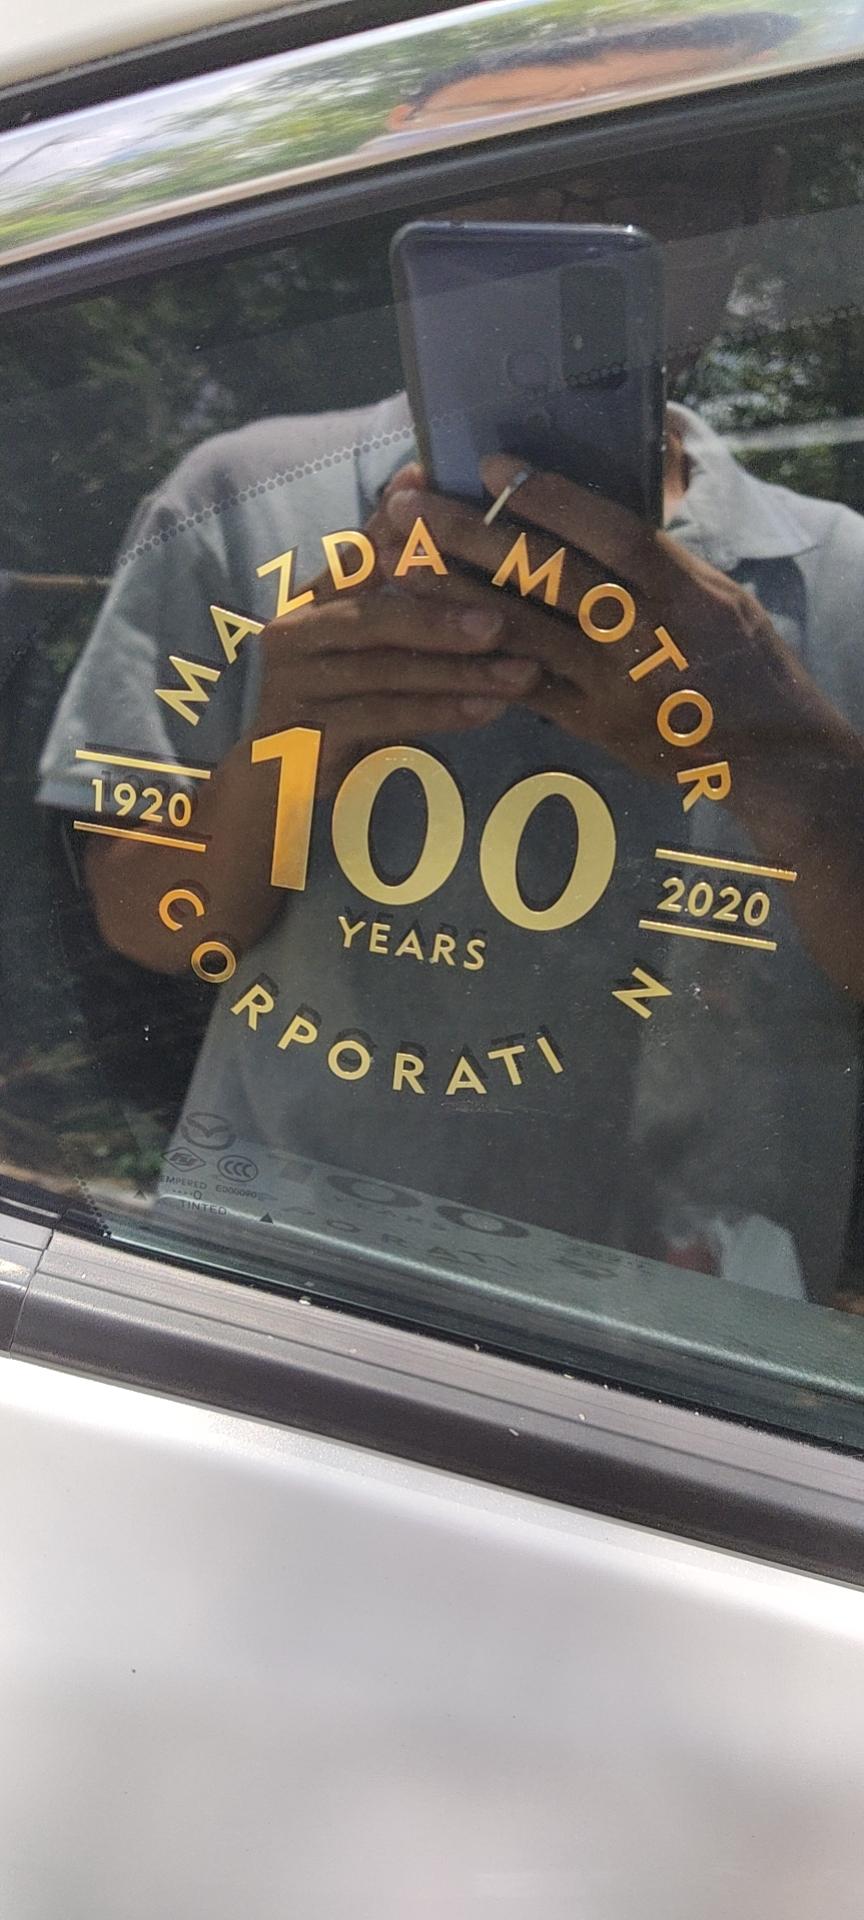 MAZDA MOTOR
1920
100
YEARS
2020
CORPORATI N
TEMPERED
TINTED